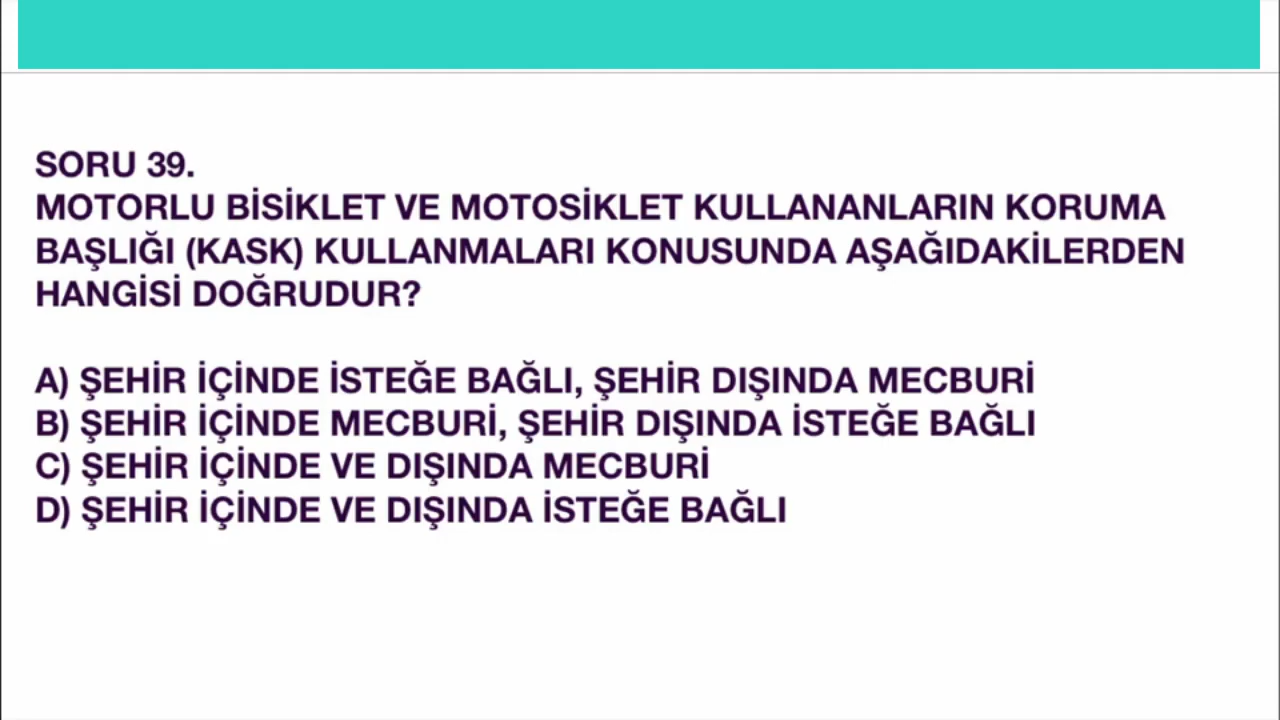 SORU 39.
MOTORLU BİSİKLET VE MOTOSİKLET KULLANANLARIN KORUMA
BAŞLIĞI (KASK) KULLANMALARI KONUSUNDA AŞAĞIDAKİLERDEN
HANGİSİ DOĞRUDUR?
A) ŞEHİR İÇİNDE İSTEĞE BAĞLI, ŞEHİR DIŞINDA MECBURİ
B) ŞEHİR İÇİNDE MECBURİ, ŞEHİR DIŞINDA İSTEĞE BAĞLI
C) ŞEHİR İÇİNDE VE DIŞINDA MECBURİ
D) ŞEHİR İÇİNDE VE DIŞINDA İSTEĞE BAĞLI